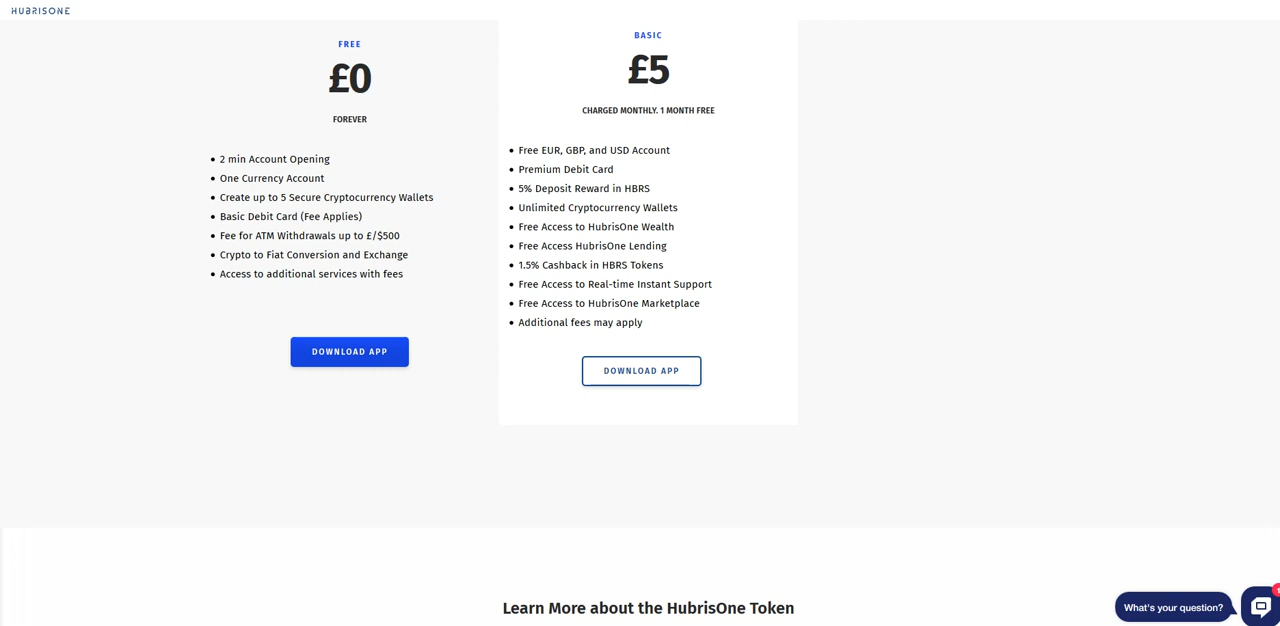 HUBRISONE
FREE
£0
FOREVER
2 min Account Opening
One Currency Account
Create up to 5 Secure Cryptocurrency Wallets
Basic Debit Card (Fee Applies)
Fee for ATM Withdrawals up to £/$500
Crypto to Fiat Conversion and Exchange
Access to additional services with fees
DOWNLOAD APP
BASIC
£5
CHARGED MONTHLY. 1 MONTH FREE
Free EUR, GBP, and USD Account
Premium Debit Card
5% Deposit Reward in HBRS
Unlimited Cryptocurrency Wallets
Free Access to HubrisOne Wealth
Free Access HubrisOne Lending
1.5% Cashback in HBRS Tokens
Free Access to Real-time Instant Support
Free Access to HubrisOne Marketplace
Additional fees may apply
DOWNLOAD APP
Learn More about the HubrisOne Token
What's your question?